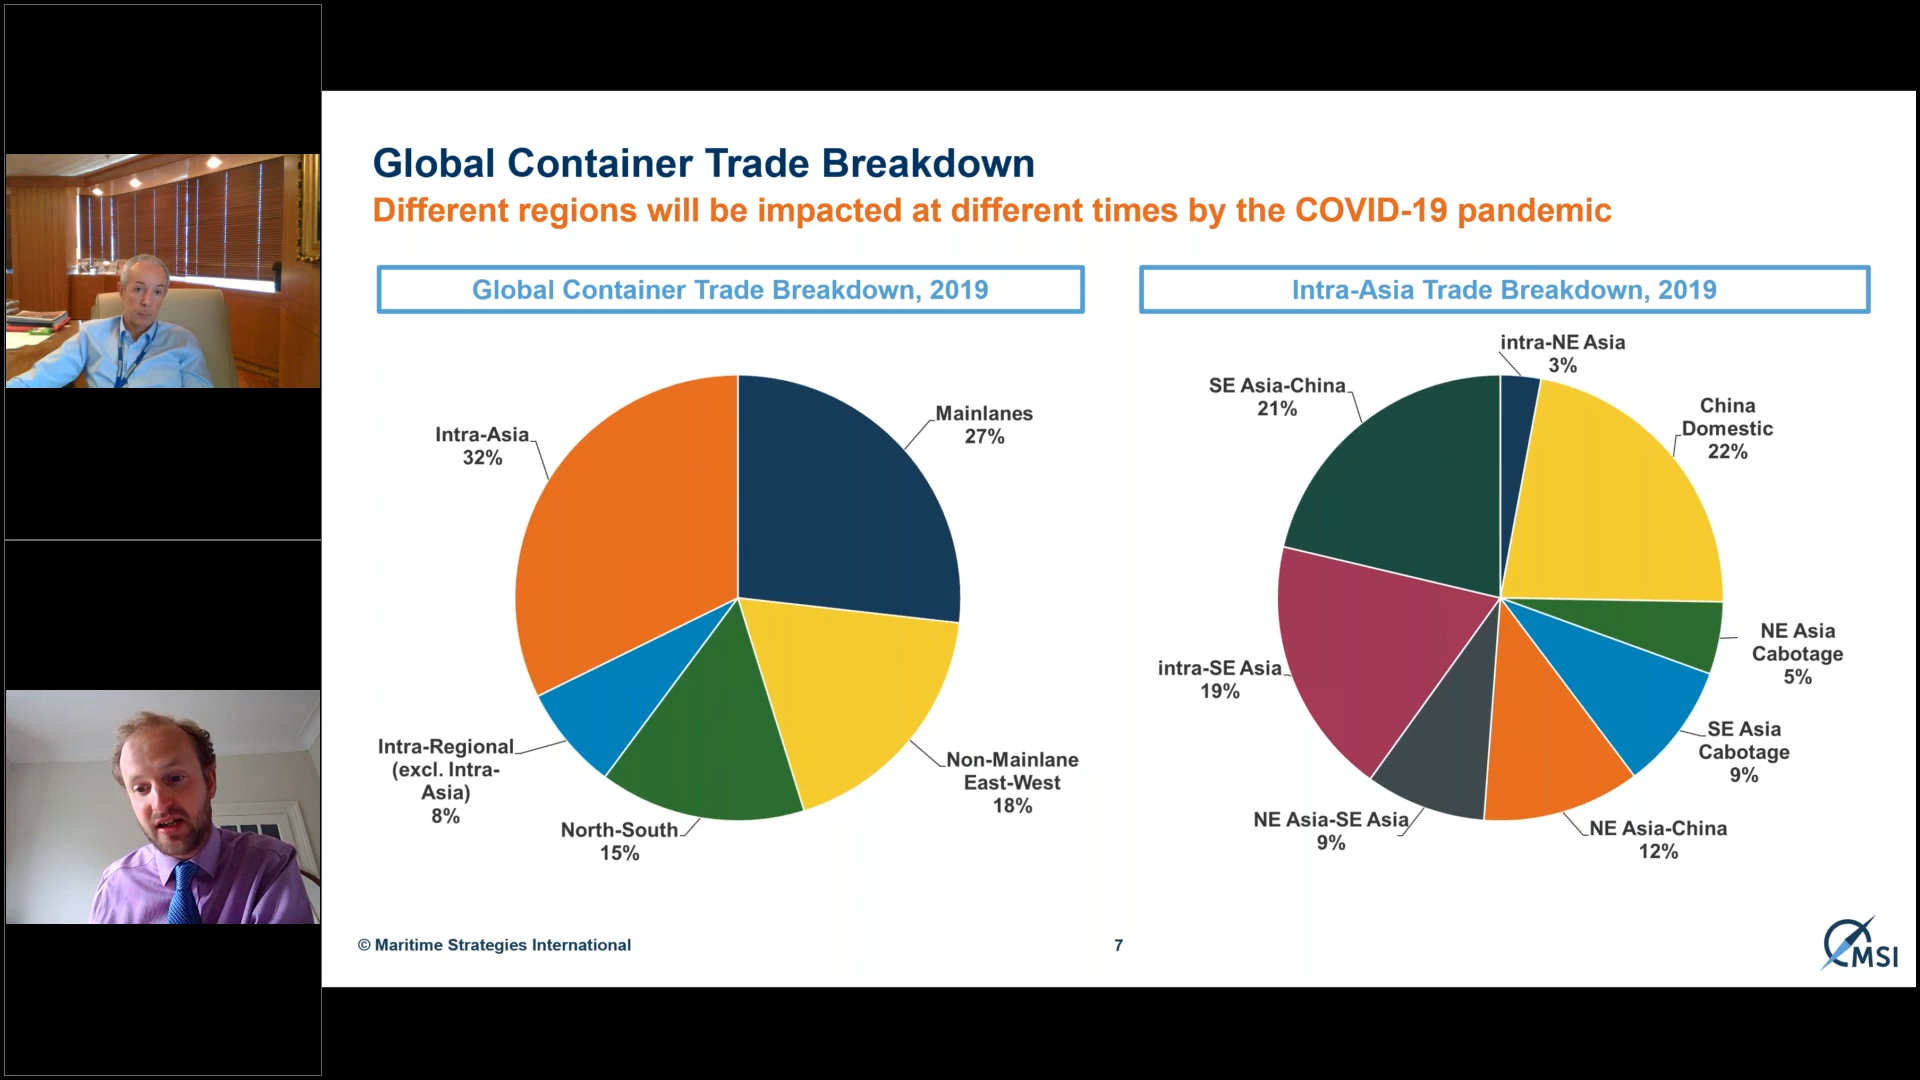 Global Container Trade Breakdown
Different regions will be impacted at different times by the COVID-19 pandemic
Global Container Trade Breakdown, 2019
Mainlanes
27%
Intra-Asia
32%
Intra-Regional
(excl. Intra-
Asia)
8%
North-South
15%
Non-Mainlane
East-West
18%
Intra-Asia Trade Breakdown, 2019
intra-NE Asia
3%
SE Asia-China
21%
China
Domestic
22%
NE Asia
Cabotage
5%
intra-SE Asia
19%
SE Asia
Cabotage
9%
NE Asia-SE Asia
9%
NE Asia-China
12%
© Maritime Strategies International
7
MSI